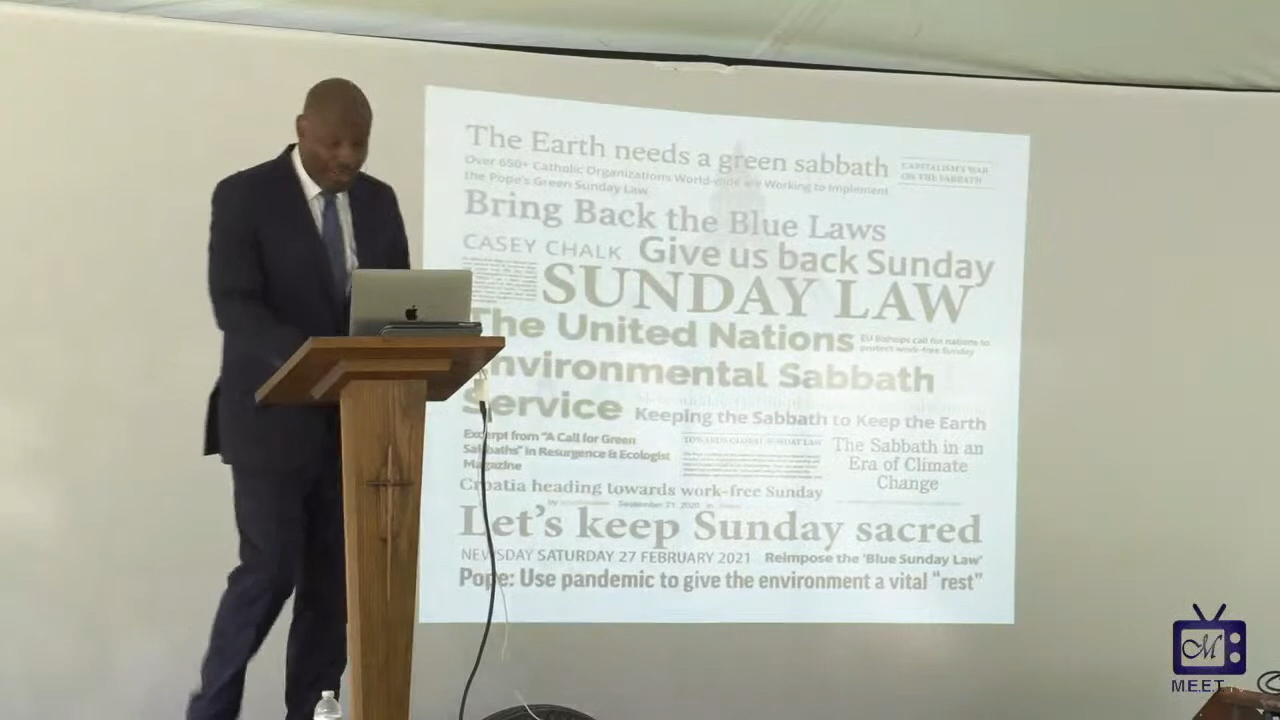 The Earth needs a green sabbath
CAPITALISM'S WAR
ON THE SABBATH
Over 650+ Catholic Organizations World-wide are Working to Implement
the Pope's Green Sunday Law
Bring Back the Blue Laws
CASEY CHALK
Give us back Sunday
SUNDAY LAW
The United Nations
EU Bishops call for nations to
protect work-free Sunday
Environmental Sabbath
Service
Keeping the Sabbath to Keep the Earth
Excerpt from "A Call for Green
Sabbaths" in Resurgence & Ecologist
Magazine
TOWARDS GLOBAL SUNDAY LAW
The Sabbath in an
Era of Climate
Change
Croatia heading towards work-free Sunday
September 21, 2020
Let's keep Sunday sacred
NEWSDAY SATURDAY 27 FEBRUARY 2021
Reimpose the 'Blue Sunday Law'
Pope: Use pandemic to give the environment a vital "rest"
M
M.E.E.T